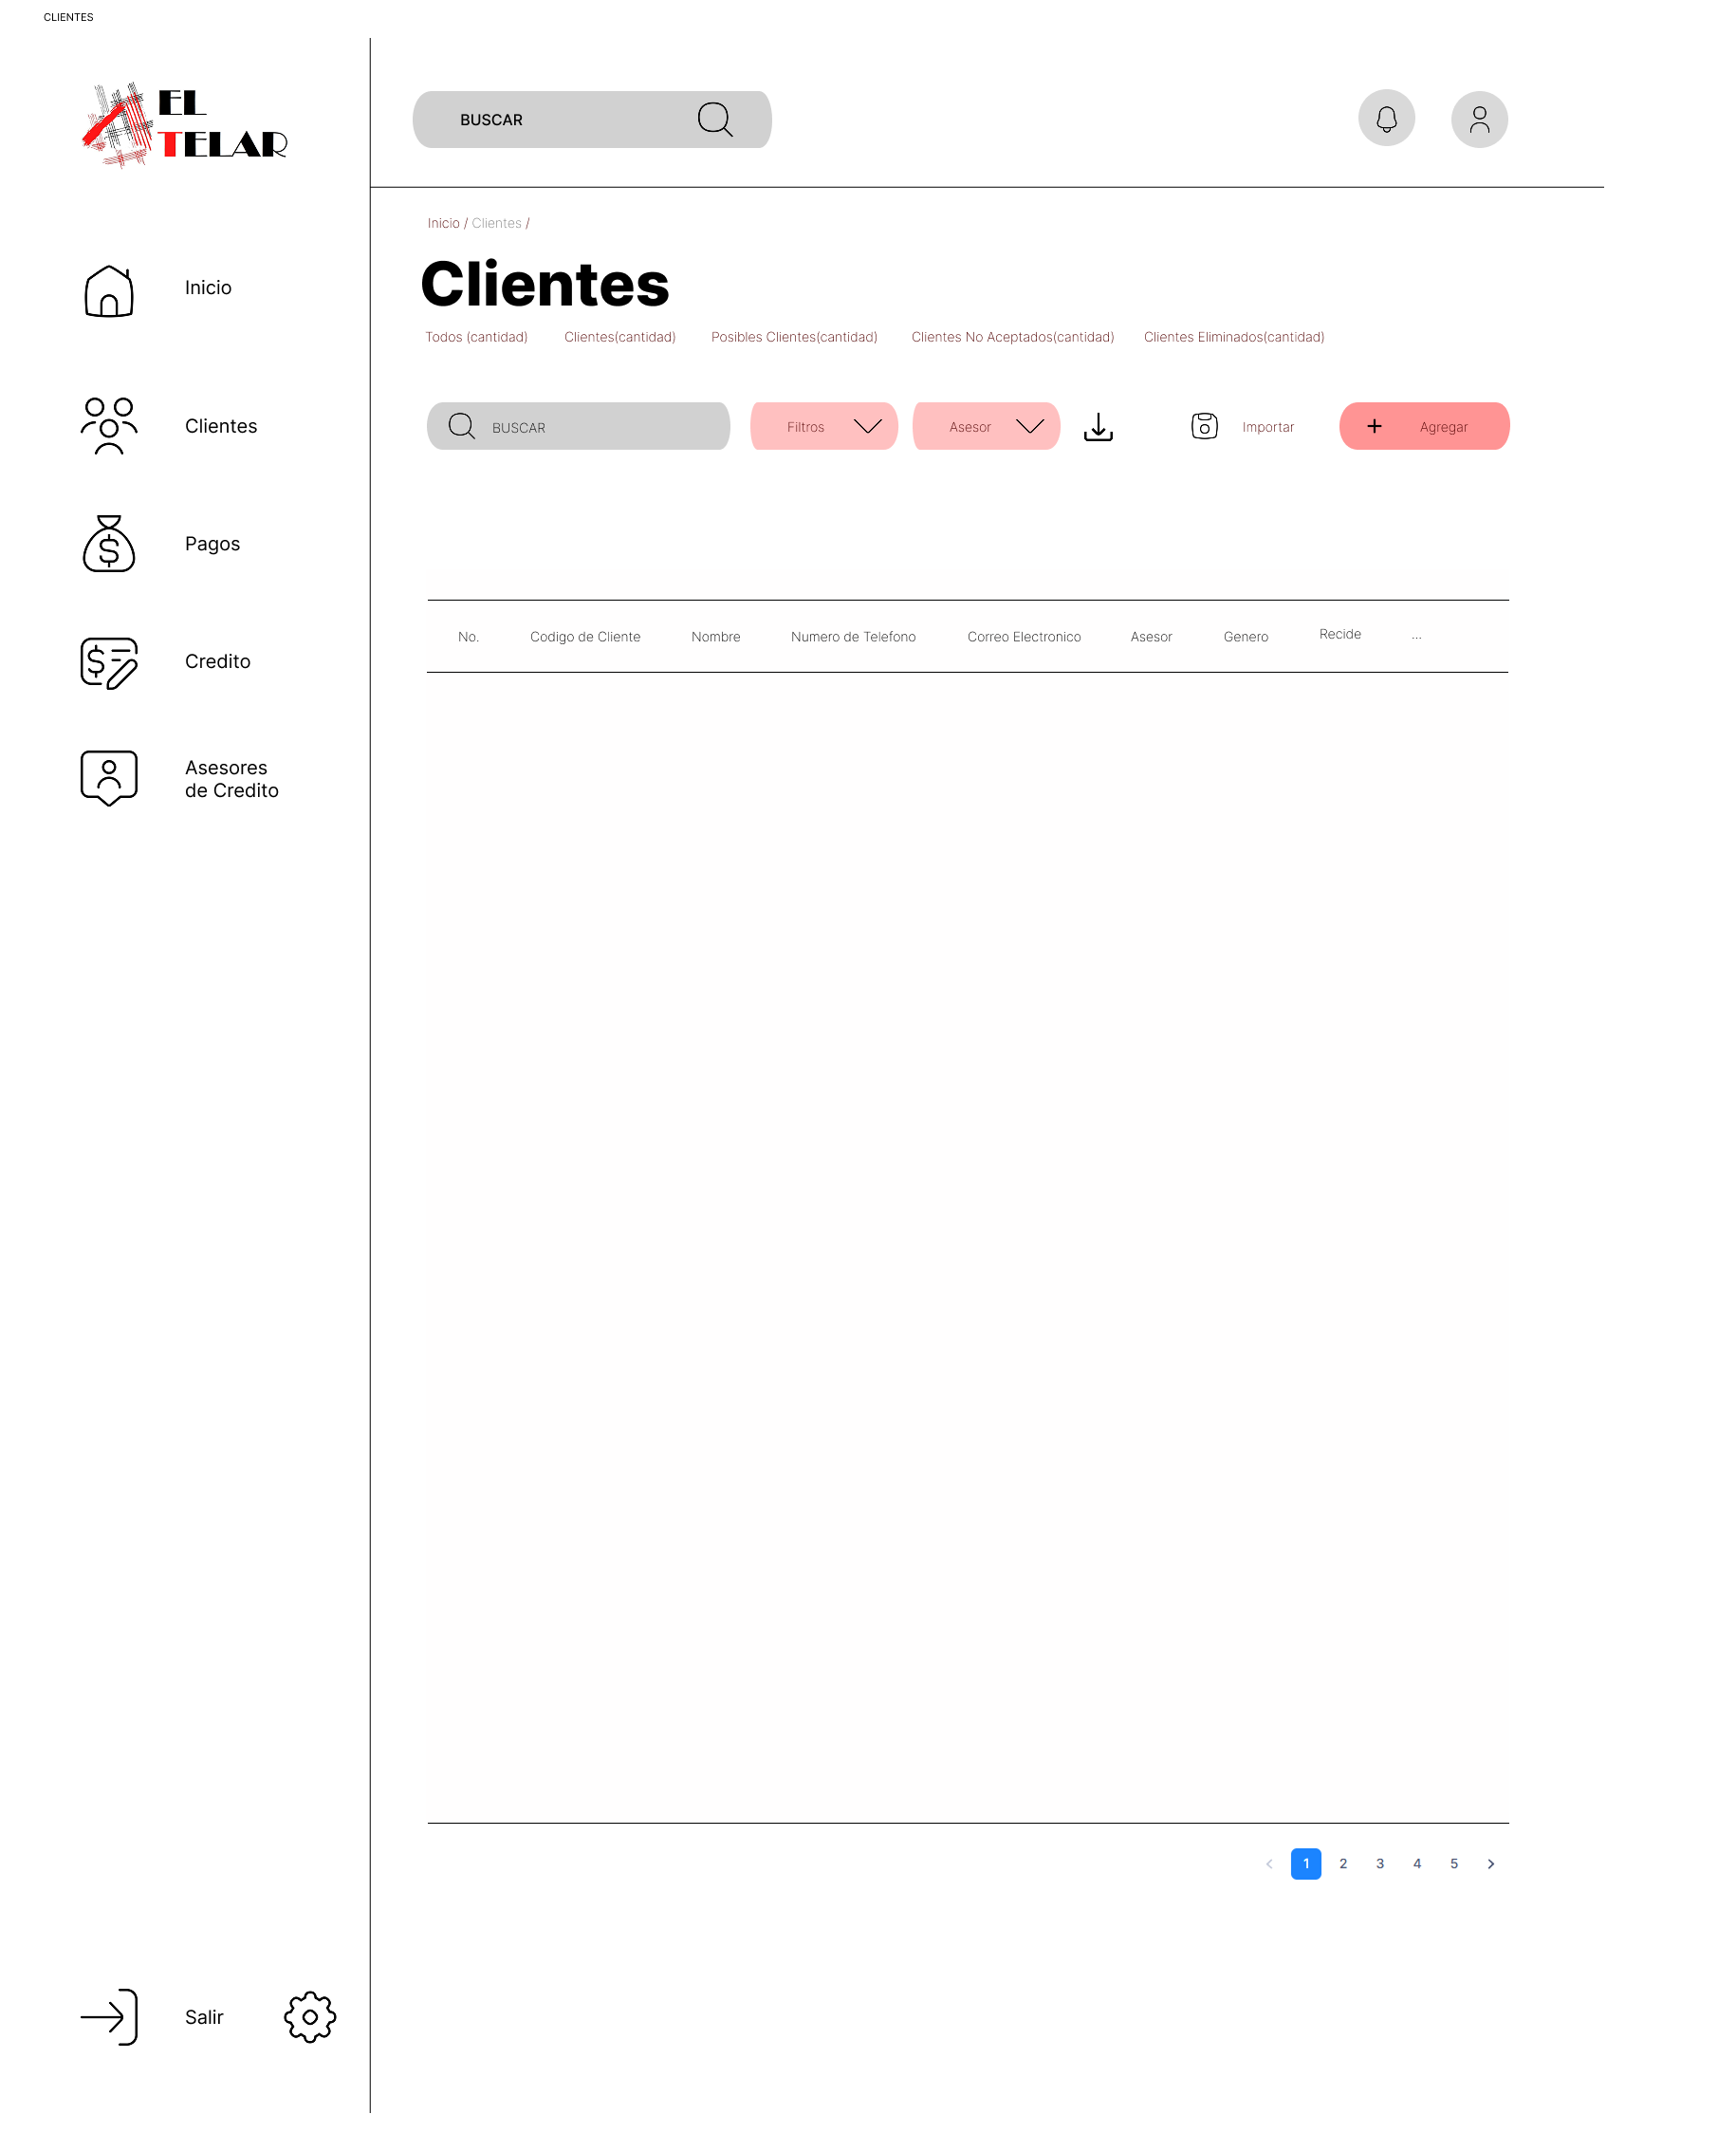 CLIENTES
EL
TELAR
BUSCAR
Inicio / Clientes /
Clientes
Todos (cantidad) Clientes(cantidad) Posibles Clientes(cantidad) Clientes No Aceptados(cantidad) Clientes Eliminados(cantidad)
BUSCAR Filtros Asesor Importar + Agregar
Inicio
Clientes
Pagos
Credito
Asesores
de Credito
No. Codigo de Cliente Nombre Numero de Telefono Correo Electronico Asesor Genero Recide ...
< 1 2 3 4 5 >
Salir